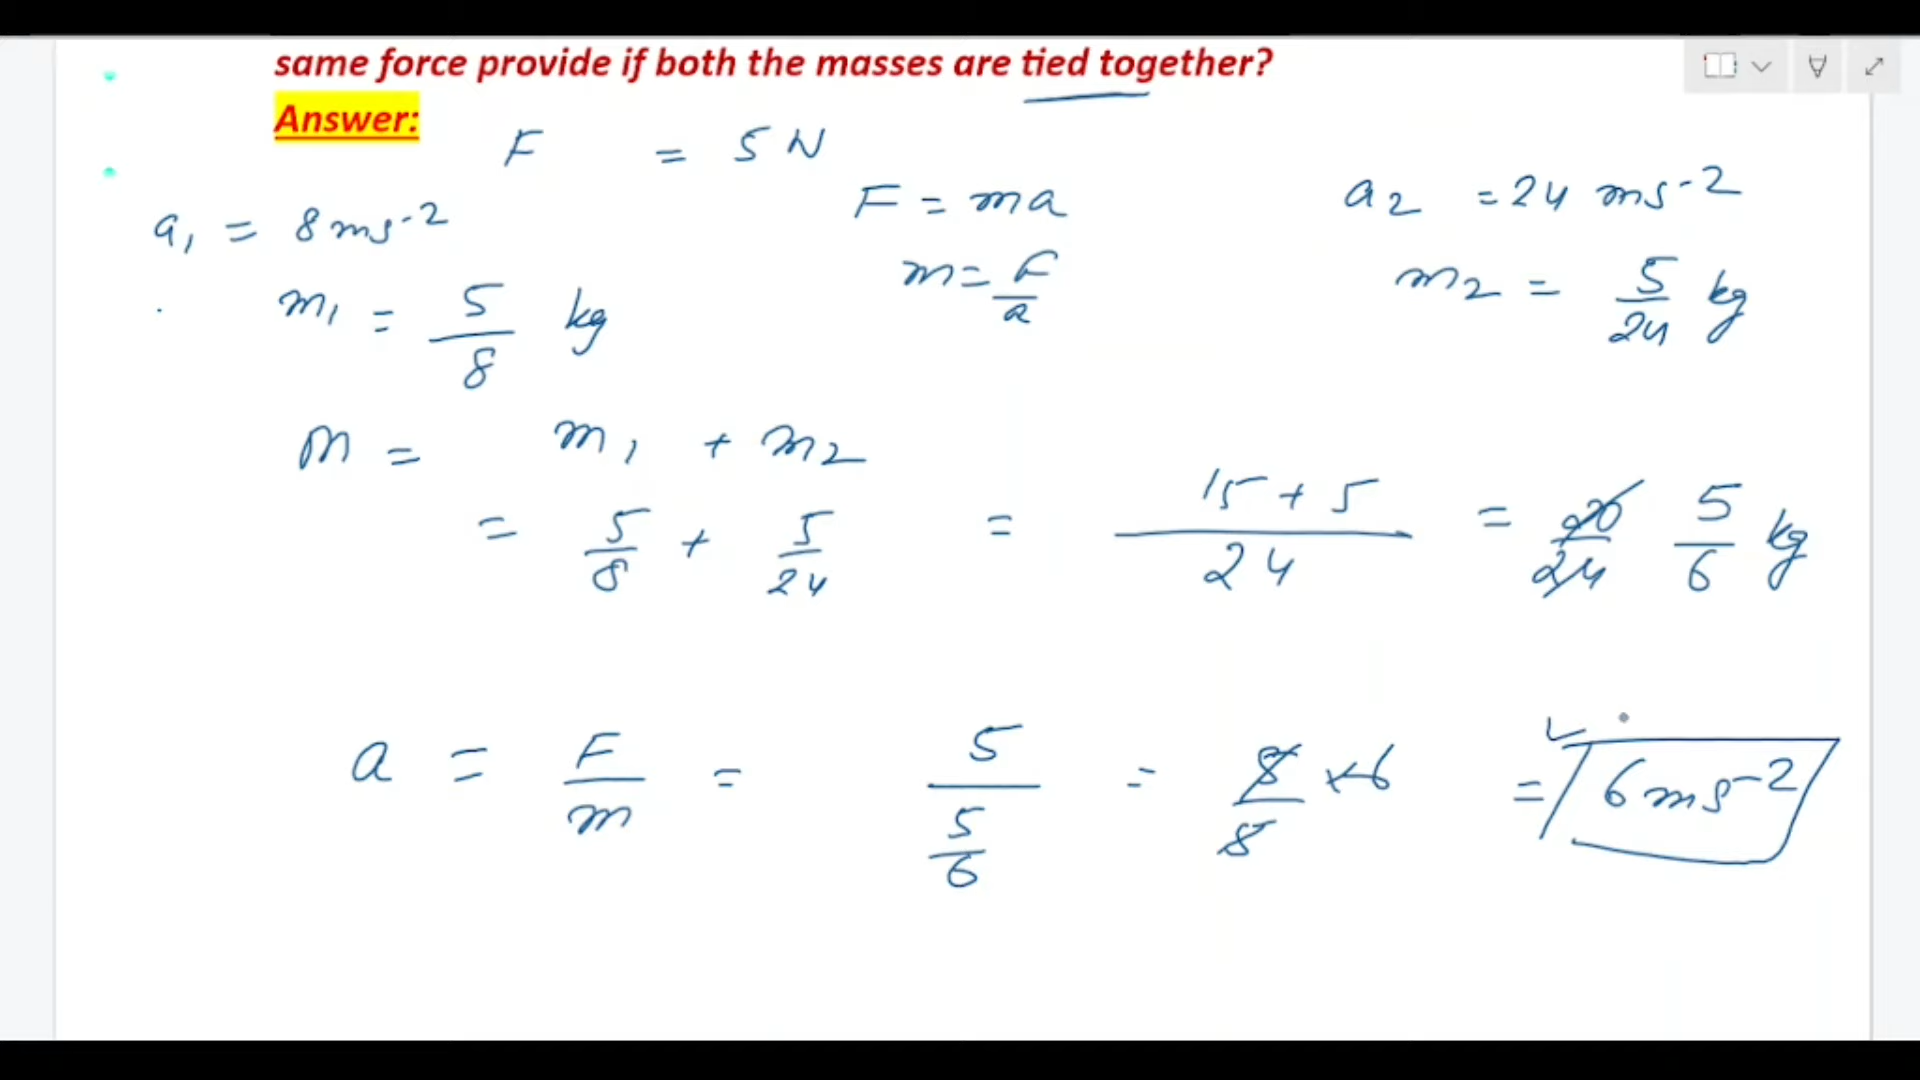 same force provide if both the masses are tied together?
Answer:
F = 5 N
F = ma
a2 = 24 ms-2
a1 = 8 ms-2
m = F/a
m2 = 5/24 kg
m1 = 5/8 kg
m = m1 + m2
= 5/8 + 5/24 = 15 + 5/24 = 20/24 5/6 kg
a = F/m = 5/5/6 = 5/5 × 6 = 6 ms-2